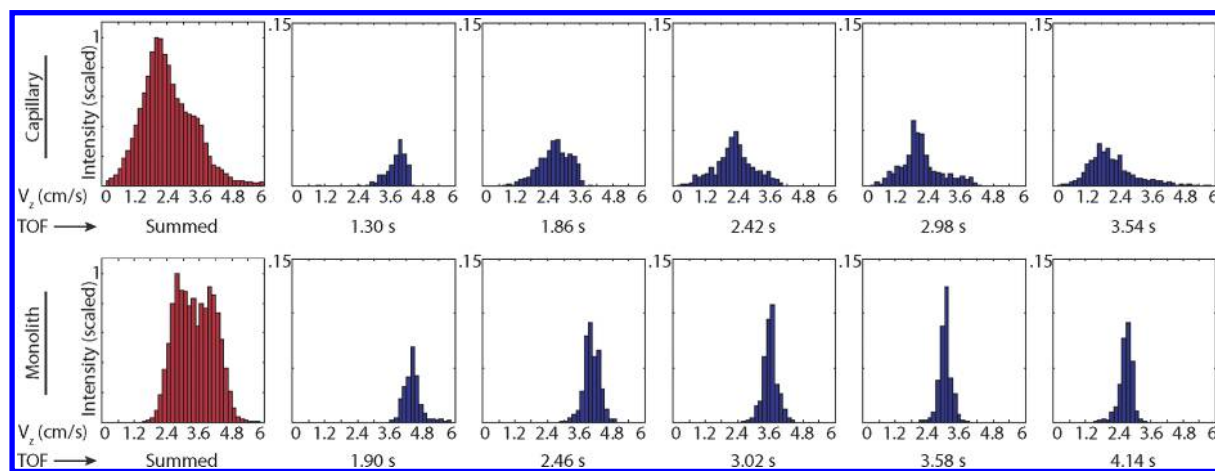 Capillary
Intensity (scaled)
1
.15 .15 .15 .15 .15
V_z (cm/s) 0 1.2 2.4 3.6 4.8 6 0 1.2 2.4 3.6 4.8 6 0 1.2 2.4 3.6 4.8 6 0 1.2 2.4 3.6 4.8 6 0 1.2 2.4 3.6 4.8 6 0 1.2 2.4 3.6 4.8 6
TOF → Summed 1.30 s 1.86 s 2.42 s 2.98 s 3.54 s
Monolith
Intensity (scaled)
1
.15 .15 .15 .15 .15
V_z (cm/s) 0 1.2 2.4 3.6 4.8 6 0 1.2 2.4 3.6 4.8 6 0 1.2 2.4 3.6 4.8 6 0 1.2 2.4 3.6 4.8 6 0 1.2 2.4 3.6 4.8 6 0 1.2 2.4 3.6 4.8 6
TOF → Summed 1.90 s 2.46 s 3.02 s 3.58 s 4.14 s